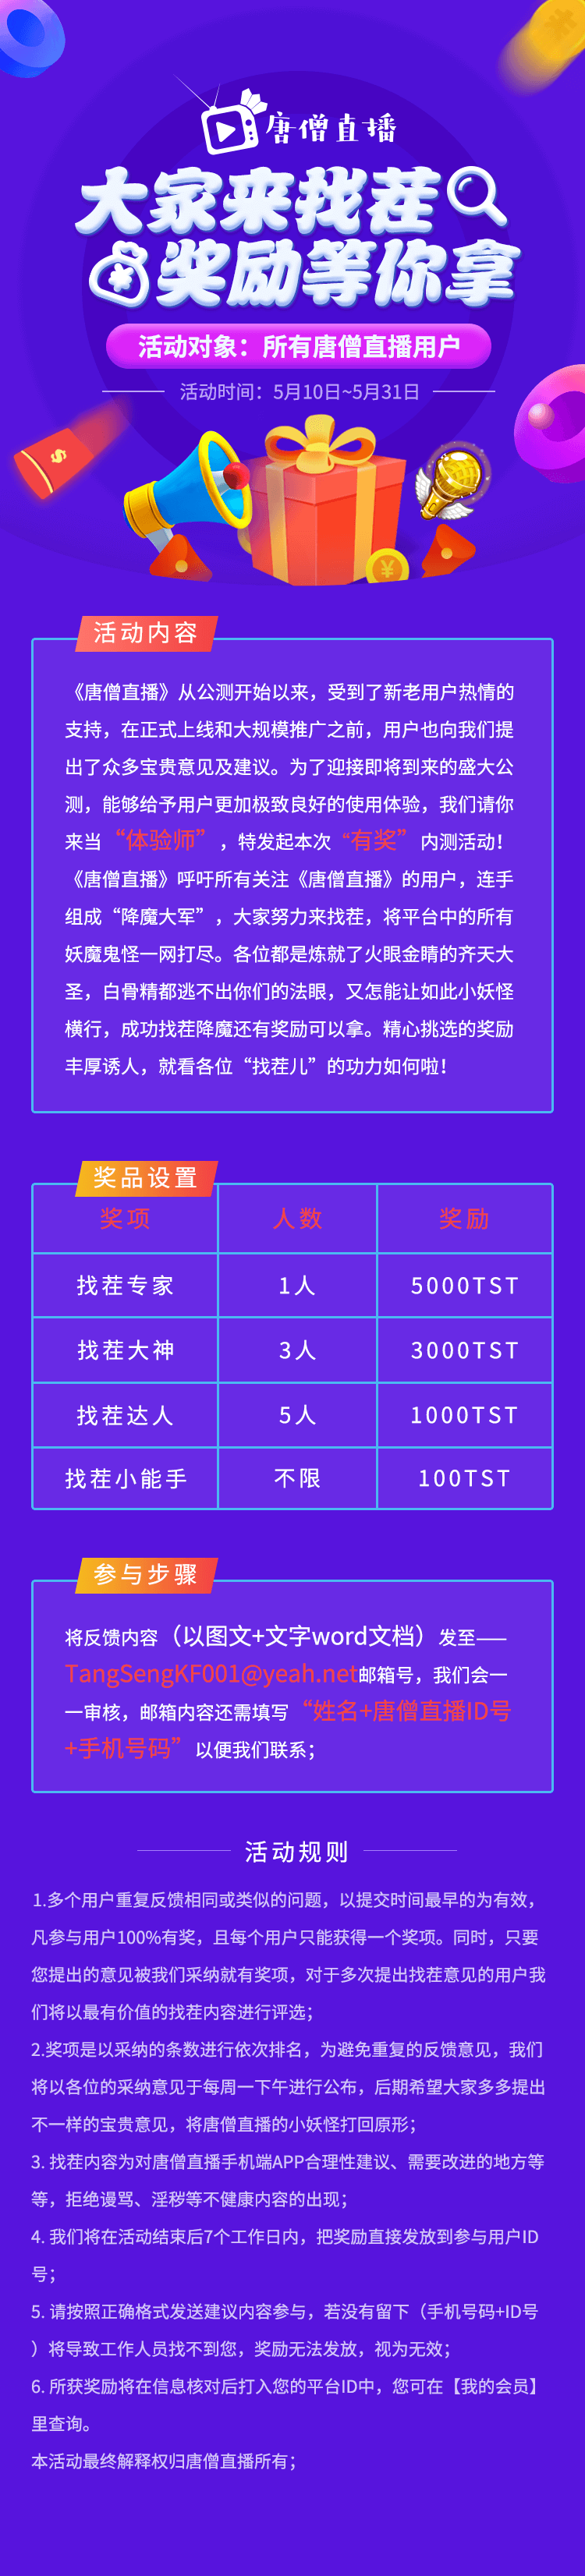 唐僧直播
大家来找茬
奖励等你拿
活动对象：所有唐僧直播用户
活动时间：5月10日~5月31日
$
¥
活动内容
《唐僧直播》从公测开始以来，受到了新老用户热情的
支持，在正式上线和大规模推广之前，用户也向我们提
出了众多宝贵意见及建议。为了迎接即将到来的盛大公
测，能够给予用户更加极致良好的使用体验，我们请你
来当“体验师”，特发起本次“有奖”内测活动！
《唐僧直播》呼吁所有关注《唐僧直播》的用户，连手
组成“降魔大军”，大家努力来找茬，将平台中的所有
妖魔鬼怪一网打尽。各位都是炼就了火眼金睛的齐天大
圣，白骨精都逃不出你们的法眼，又怎能让如此小妖怪
横行，成功找茬降魔还有奖励可以拿。精心挑选的奖励
丰厚诱人，就看各位“找茬儿”的功力如何啦！
奖品设置
奖项 人数 奖励
找茬专家 1人 5000TST
找茬大神 3人 3000TST
找茬达人 5人 1000TST
找茬小能手 不限 100TST
参与步骤
将反馈内容（以图文+文字word文档）发至——
TangSengKF001@yeah.net邮箱号，我们会一
一审核，邮箱内容还需填写“姓名+唐僧直播ID号
+手机号码”以便我们联系；
活动规则
1.多个用户重复反馈相同或类似的问题，以提交时间最早的为有效，
凡参与用户100%有奖，且每个用户只能获得一个奖项。同时，只要
您提出的意见被我们采纳就有奖项，对于多次提出找茬意见的用户我
们将以最有价值的找茬内容进行评选；
2.奖项是以采纳的条数进行依次排名，为避免重复的反馈意见，我们
将以各位的采纳意见于每周一下午进行公布，后期希望大家多多提出
不一样的宝贵意见，将唐僧直播的小妖怪打回原形；
3. 找茬内容为对唐僧直播手机端APP合理性建议、需要改进的地方等
等，拒绝谩骂、淫秽等不健康内容的出现；
4. 我们将在活动结束后7个工作日内，把奖励直接发放到参与用户ID
号；
5. 请按照正确格式发送建议内容参与，若没有留下（手机号码+ID号
）将导致工作人员找不到您，奖励无法发放，视为无效；
6. 所获奖励将在信息核对后打入您的平台ID中，您可在【我的会员】
里查询。
本活动最终解释权归唐僧直播所有；